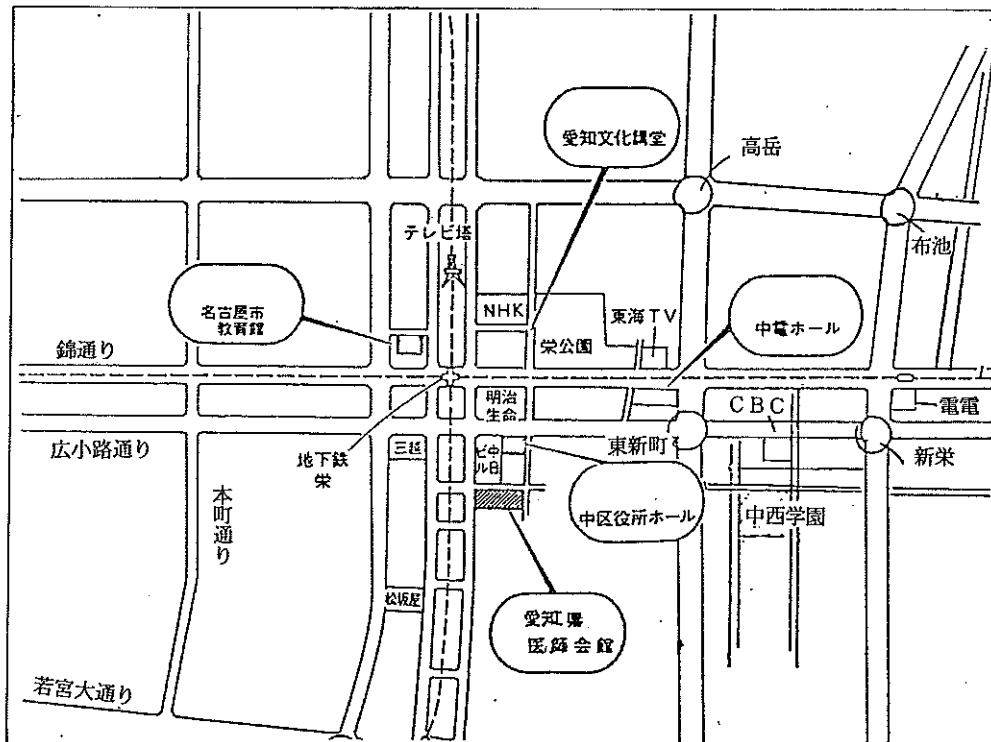 愛知文化講堂
高岳
テレビ塔
布池
名古屋市
教育館
NHK
東海TV
中電ホール
栄公園
錦通り
明治
生命
CBC
電電
広小路通り
三越
中日
ビル
東新町
新栄
地下鉄
栄
本町通り
中区役所ホール
中西学園
松坂屋
愛知県
医師会館
若宮大通り